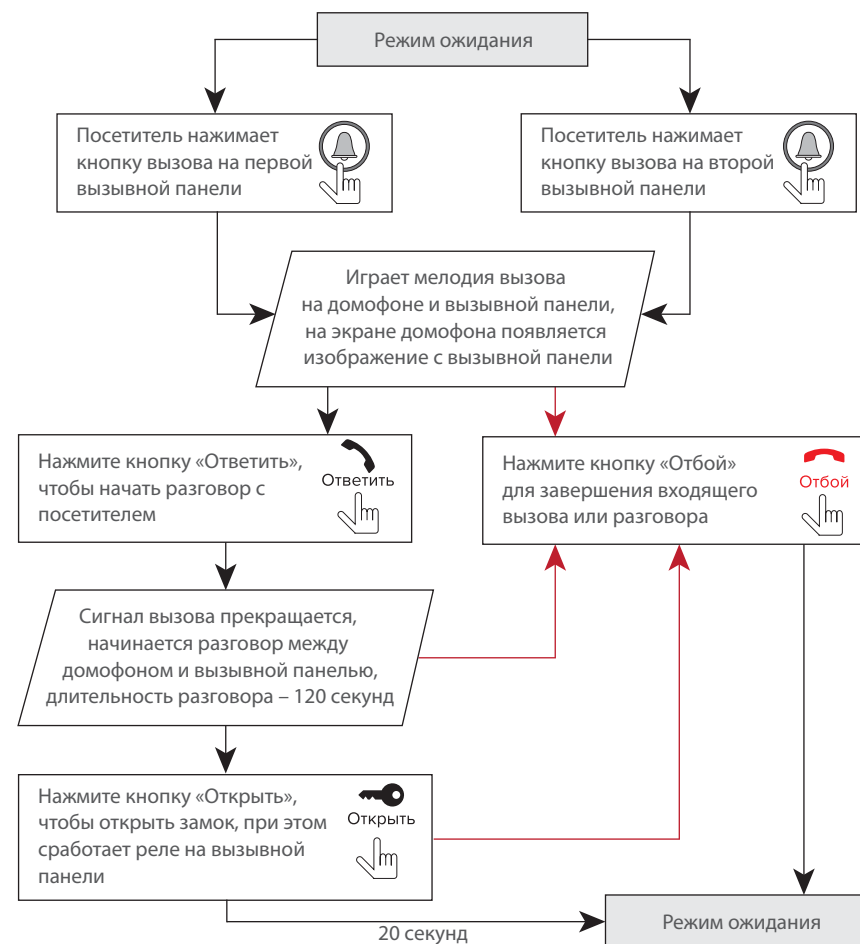 Режим ожидания
Посетитель нажимает
кнопку вызова на первой
вызывной панели
Посетитель нажимает
кнопку вызова на второй
вызывной панели
Играет мелодия вызова
на домофоне и вызывной панели,
на экране домофона появляется
изображение с вызывной панели
Нажмите кнопку «Ответить»,
чтобы начать разговор с
посетителем
Ответить
Нажмите кнопку «Отбой»
для завершения входящего
вызова или разговора
Отбой
Сигнал вызова прекращается,
начинается разговор между
домофоном и вызывной панелью,
длительность разговора – 120 секунд
Нажмите кнопку «Открыть»,
чтобы открыть замок, при этом
сработает реле на вызывной
панели
Открыть
20 секунд
Режим ожидания